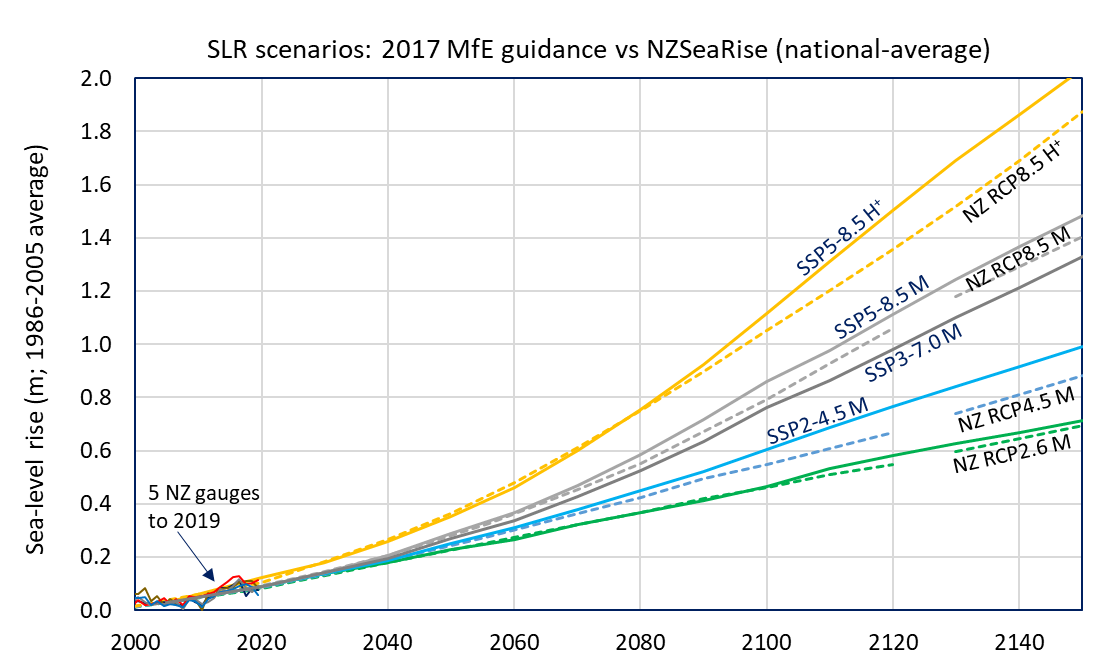 SLR scenarios: 2017 MfE guidance vs NZSeaRise (national-average)
Sea-level rise (m; 1986-2005 average)
2.0
1.8
1.6
1.4
1.2
1.0
0.8
0.6
0.4
0.2
0.0
SSP5-8.5 H⁺
NZ RCP8.5 H⁺
SSP5-8.5 M
NZ RCP8.5 M
SSP3-7.0 M
SSP2-4.5 M
NZ RCP4.5 M
NZ RCP2.6 M
5 NZ gauges
to 2019
2000
2020
2040
2060
2080
2100
2120
2140